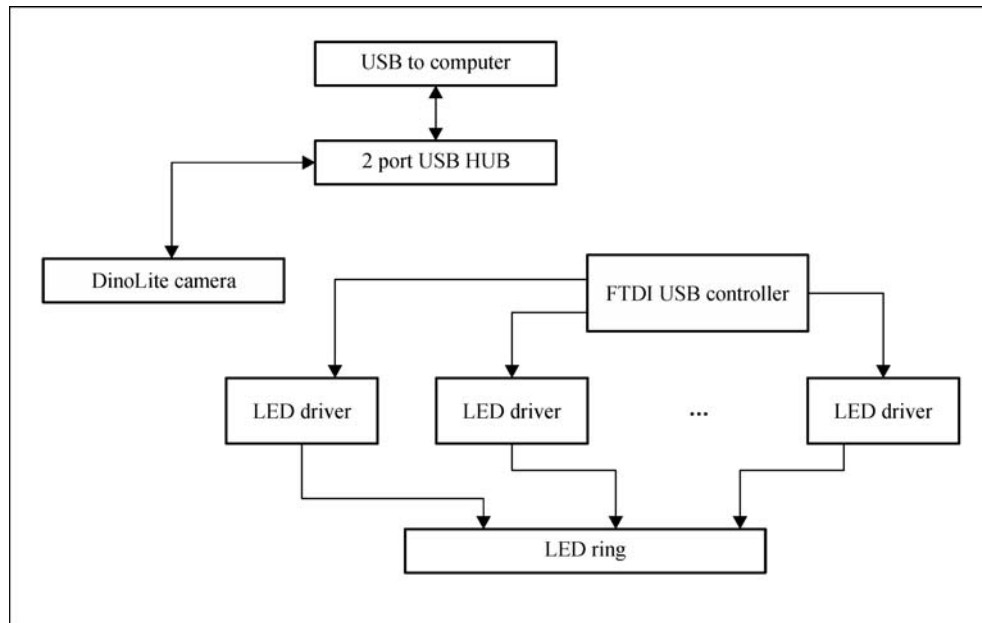 USB to computer
2 port USB HUB
DinoLite camera
FTDI USB controller
LED driver
LED driver
...
LED driver
LED ring